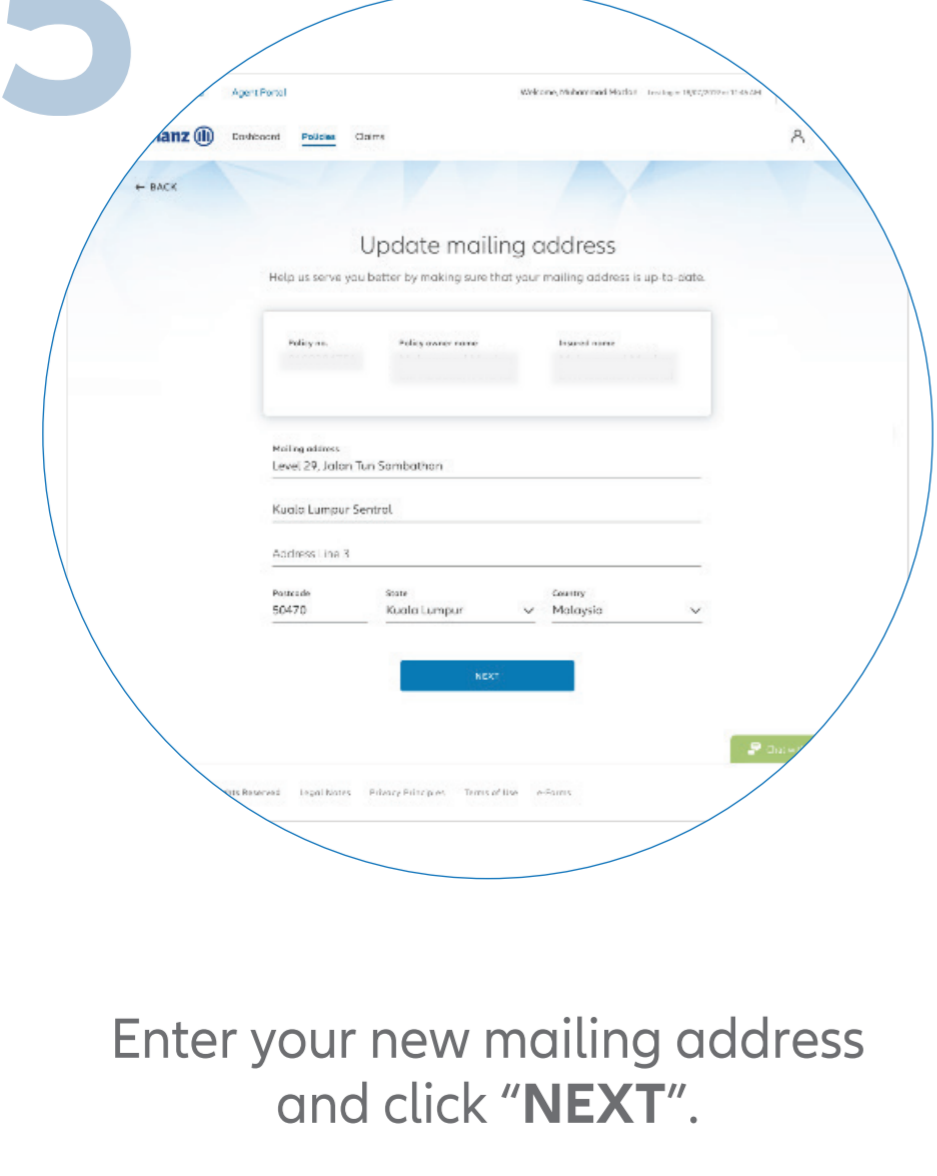 5
Agent Portal
Welcome, Muhammad
anz
Dashboard Policies Claims
← BACK
Update mailing address
Help us serve you better by making sure that your mailing address is up-to-date.
Policy no. Policy owner name Insured name
Mailing address
Level 29, Jalan Tun Sambathan
Kuala Lumpur Sentral
Address Line 3
Postcode State Country
50470 Kuala Lumpur Malaysia
NEXT
Chat
Reserved Legal Notes Privacy Principles Terms of Use e-Forms
Enter your new mailing address
and click “NEXT”.